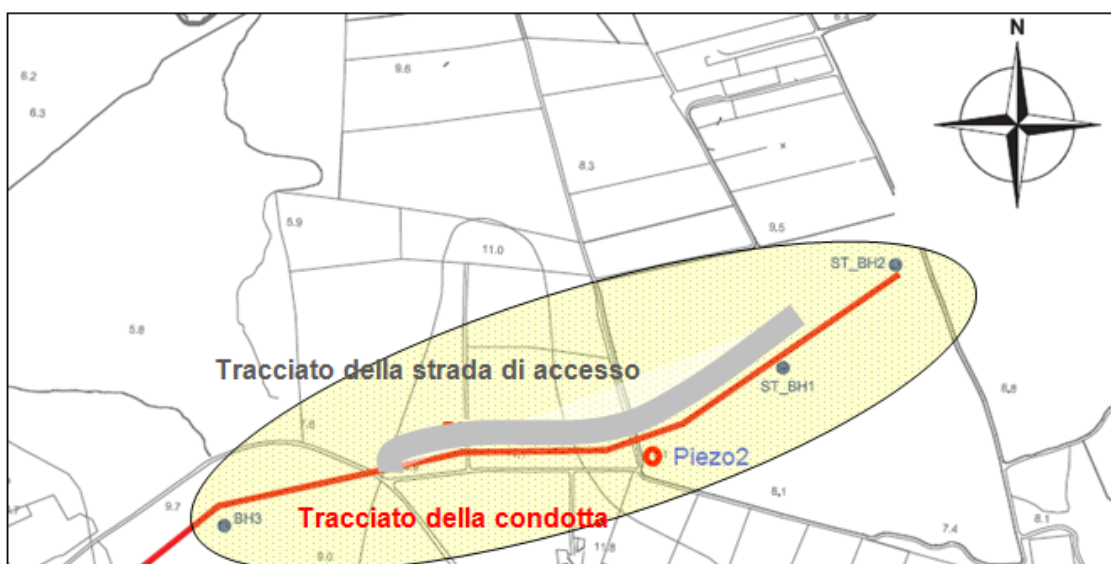 N
6.4
6.2
9.6
6.3
8.3
5.9
9.5
11.0
ST_BH2
5.8
Tracciato della strada di accesso
ST_BH1
8.8
7.6
Piezo2
9.7
8.1
BH3
Tracciato della condotta
8.1
7.4
9.0
11.8